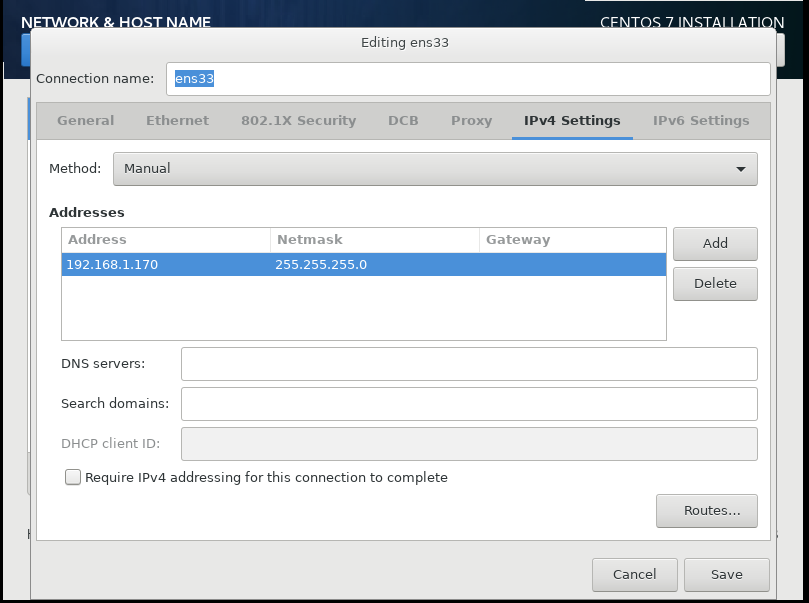 NETWORK & HOST NAME
CENTOS 7 INSTALLATION
Editing ens33
Connection name: ens33
General Ethernet 802.1X Security DCB Proxy IPv4 Settings IPv6 Settings
Method: Manual
Addresses
Address Netmask Gateway
192.168.1.170 255.255.255.0
Add
Delete
DNS servers:
Search domains:
DHCP client ID:
Require IPv4 addressing for this connection to complete
Routes...
Cancel Save